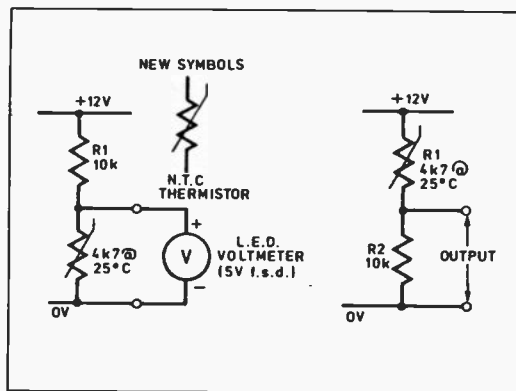 NEW SYMBOLS
+12V
R1
10k
N.T.C
THERMISTOR
4k7@
25°C
+
V
−
L.E.D.
VOLTMETER
(5V f.s.d.)
0V
+12V
R1
4k7@
25°C
R2
10k
OUTPUT
0V